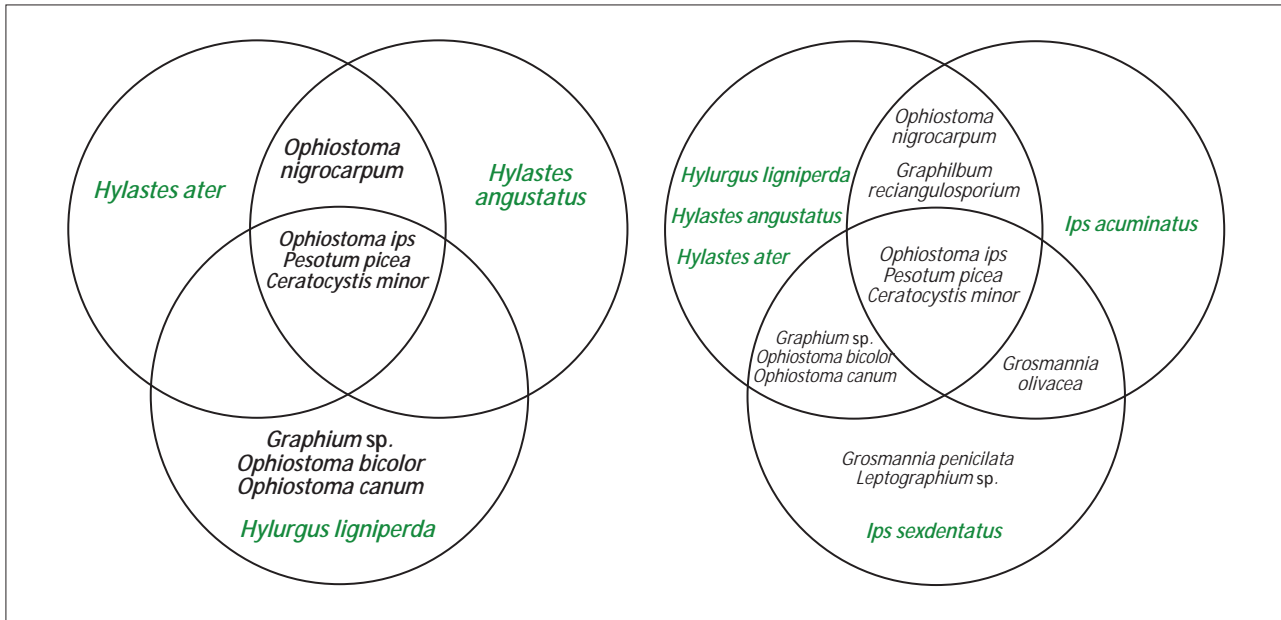 Hylastes ater
Ophiostoma
nigrocarpum
Hylastes
angustatus
Ophiostoma ips
Pesotum picea
Ceratocystis minor
Graphium sp.
Ophiostoma bicolor
Ophiostoma canum
Hylurgus ligniperda
Hylurgus ligniperda
Hylastes angustatus
Hylastes ater
Ophiostoma
nigrocarpum
Graphilbum
reciangulosporium
Ips acuminatus
Ophiostoma ips
Pesotum picea
Ceratocystis minor
Graphium sp.
Ophiostoma bicolor
Ophiostoma canum
Grosmannia
olivacea
Grosmannia penicilata
Leptographium sp.
Ips sexdentatus